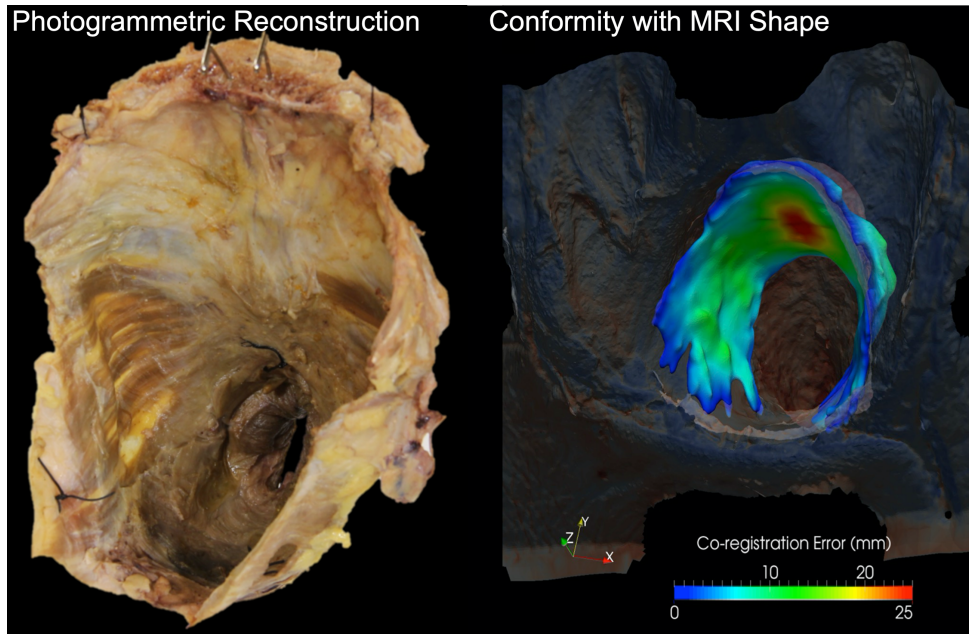 Photogrammetric Reconstruction
Conformity with MRI Shape
Y
Z
X
Co-registration Error (mm)
10 20
0 25